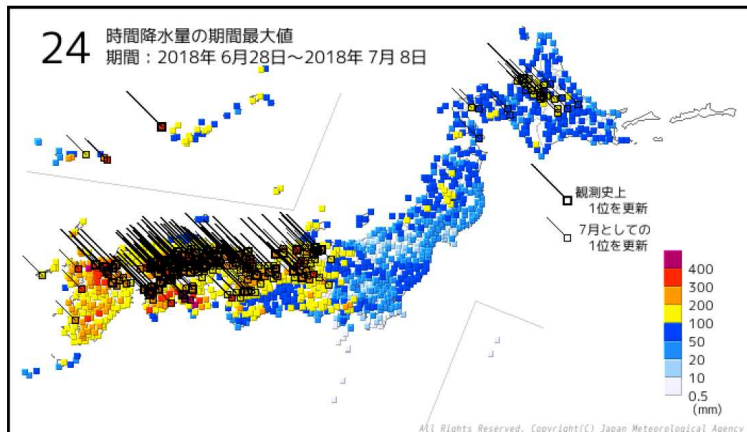 24 時間降水量の期間最大値
期間：2018年 6月28日～2018年 7月 8日
観測史上
1位を更新
7月としての
1位を更新
400
300
200
100
50
20
10
0.5
(mm)
All Rights Reserved. Copyright(C) Japan Meteorological Agency